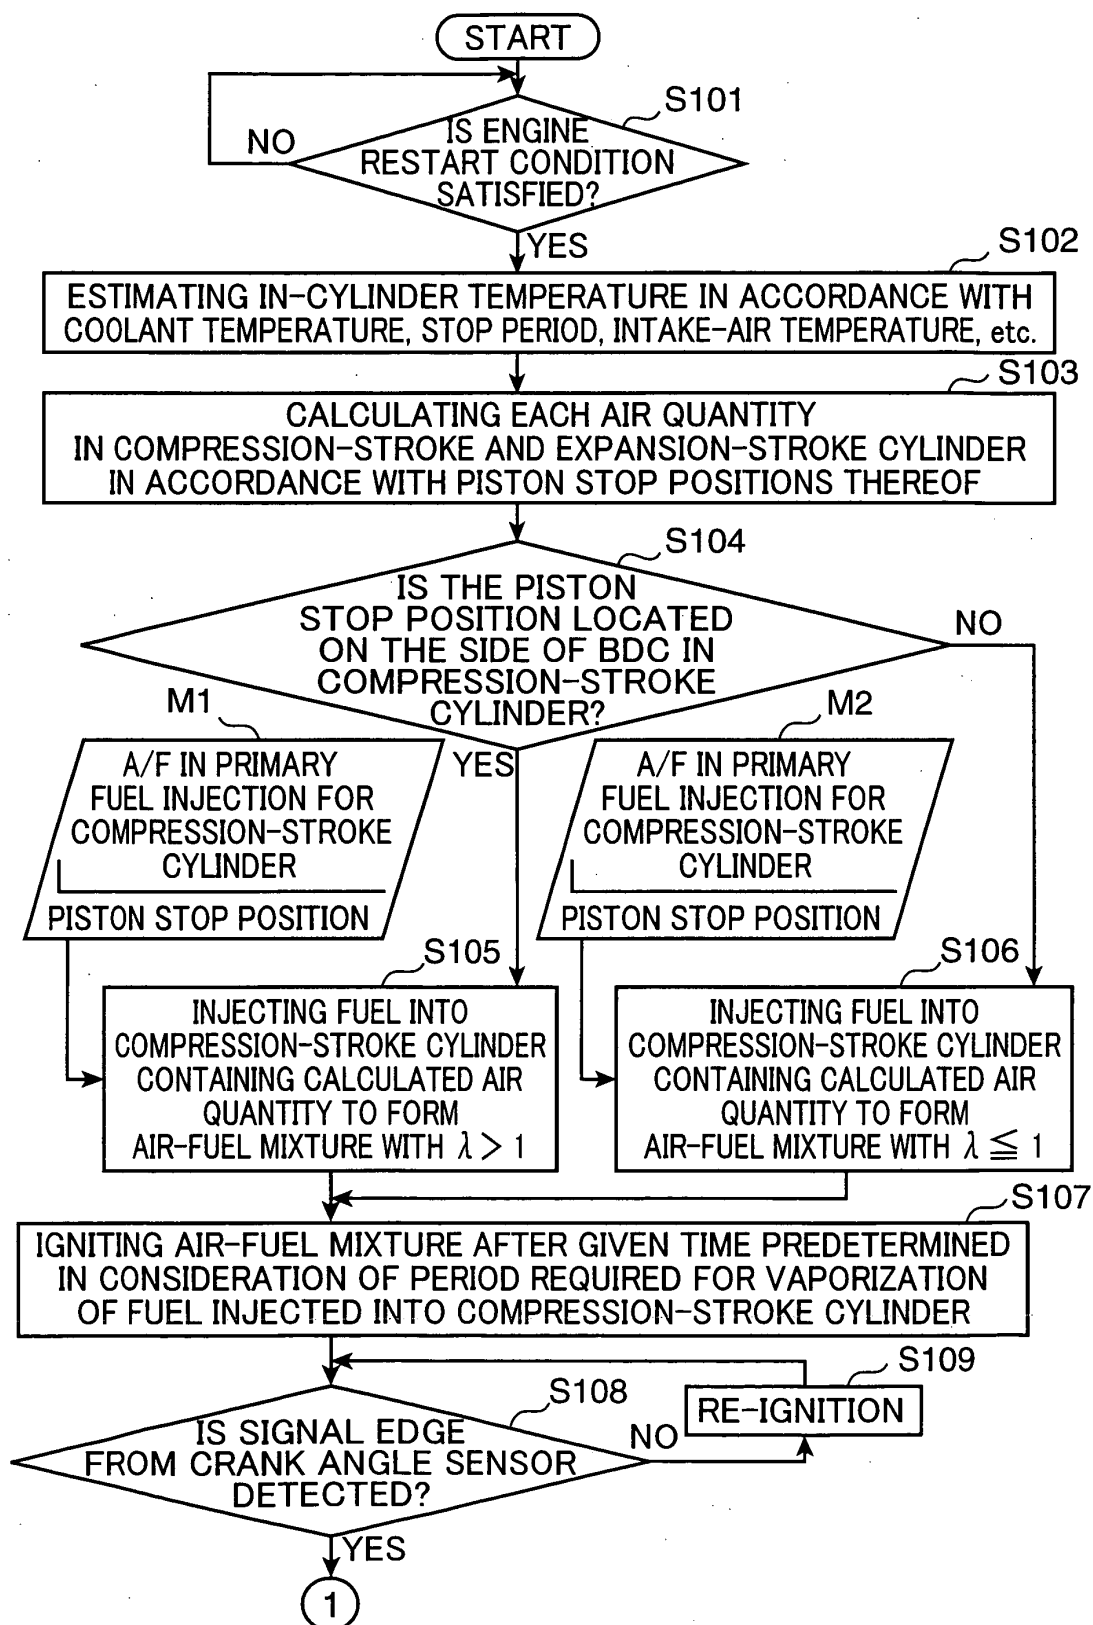 START
S101
IS ENGINE
RESTART CONDITION
SATISFIED?
NO
YES
S102
ESTIMATING IN-CYLINDER TEMPERATURE IN ACCORDANCE WITH
COOLANT TEMPERATURE, STOP PERIOD, INTAKE-AIR TEMPERATURE, etc.
S103
CALCULATING EACH AIR QUANTITY
IN COMPRESSION-STROKE AND EXPANSION-STROKE CYLINDER
IN ACCORDANCE WITH PISTON STOP POSITIONS THEREOF
S104
IS THE PISTON
STOP POSITION LOCATED
ON THE SIDE OF BDC IN
COMPRESSION-STROKE
CYLINDER?
NO
YES
M1
A/F IN PRIMARY
FUEL INJECTION FOR
COMPRESSION-STROKE
CYLINDER
PISTON STOP POSITION
M2
A/F IN PRIMARY
FUEL INJECTION FOR
COMPRESSION-STROKE
CYLINDER
PISTON STOP POSITION
S105
INJECTING FUEL INTO
COMPRESSION-STROKE CYLINDER
CONTAINING CALCULATED AIR
QUANTITY TO FORM
AIR-FUEL MIXTURE WITH λ > 1
S106
INJECTING FUEL INTO
COMPRESSION-STROKE CYLINDER
CONTAINING CALCULATED AIR
QUANTITY TO FORM
AIR-FUEL MIXTURE WITH λ ≦ 1
S107
IGNITING AIR-FUEL MIXTURE AFTER GIVEN TIME PREDETERMINED
IN CONSIDERATION OF PERIOD REQUIRED FOR VAPORIZATION
OF FUEL INJECTED INTO COMPRESSION-STROKE CYLINDER
S108
IS SIGNAL EDGE
FROM CRANK ANGLE SENSOR
DETECTED?
NO
S109
RE-IGNITION
YES
1